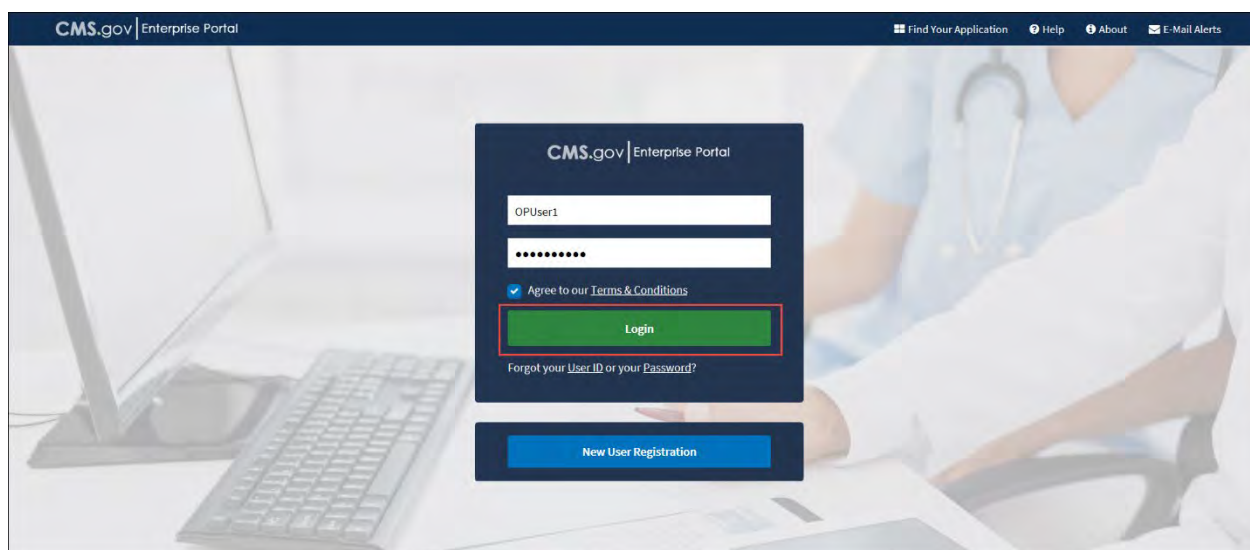 CMS.gov Enterprise Portal
Find Your Application Help About E-Mail Alerts
CMS.gov Enterprise Portal
OPUser1
••••••••••
Agree to our Terms & Conditions
Login
Forgot your User ID or your Password?
New User Registration